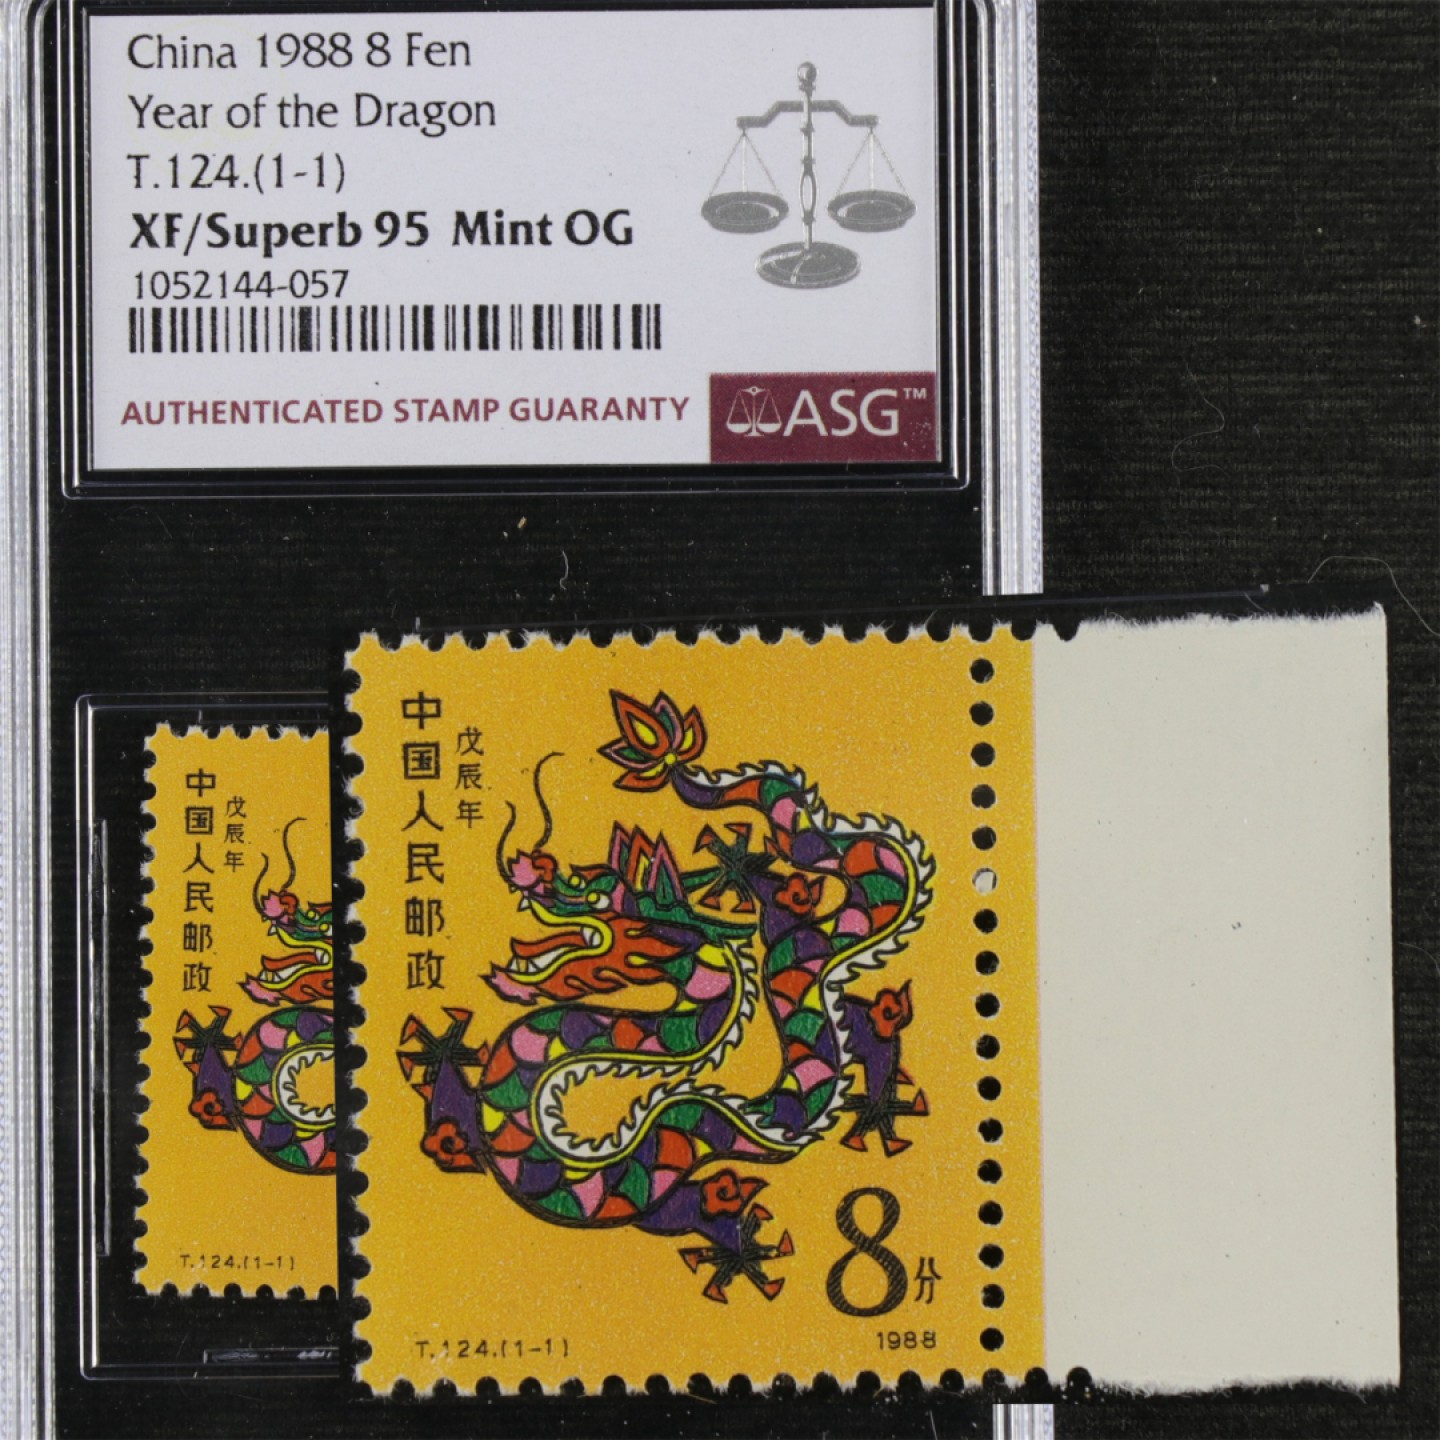 China 1988 8 Fen
Year of the Dragon
T.124.(1-1)
XF/Superb 95 Mint OG
1052144-057
AUTHENTICATED STAMP GUARANTY
ASG™
中国人民邮政
戊辰年
T.124.(1-1)
中国人民邮政
戊辰年
8分
1988
T.124.(1-1)